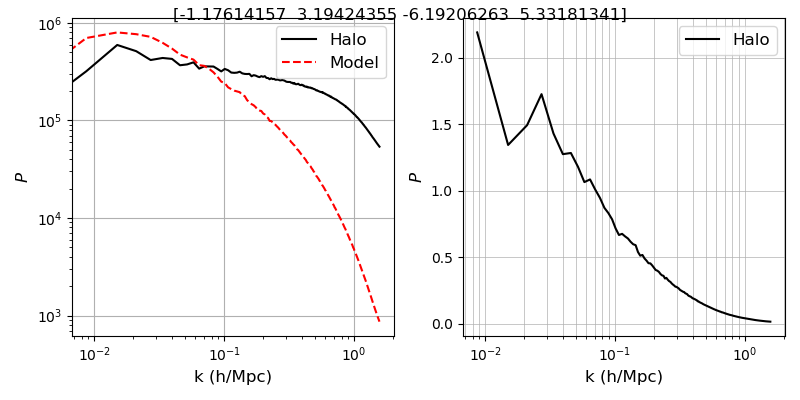 [-1.17614157 3.19424355 -6.19206263 5.33181341]
Halo
Model
10^6
10^5
10^4
10^3
P
10^-2
10^-1
10^0
k (h/Mpc)
Halo
2.0
1.5
1.0
0.5
0.0
P
10^-2
10^-1
10^0
k (h/Mpc)